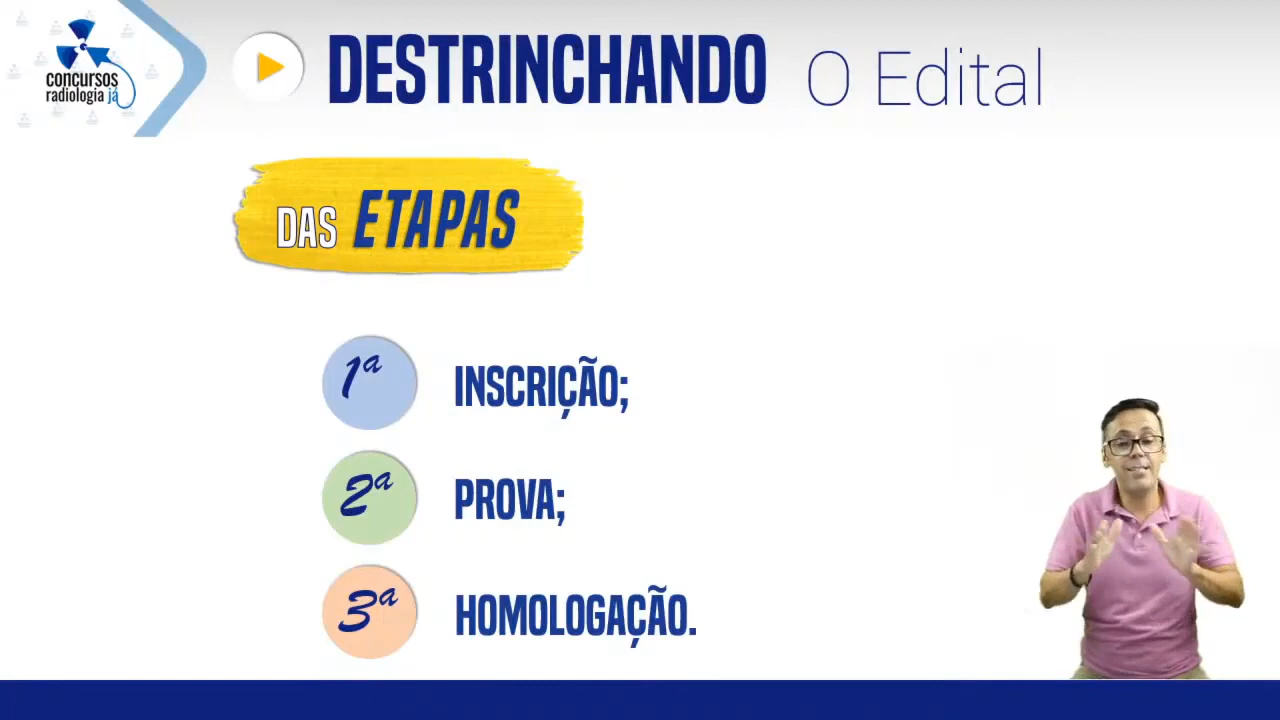 concursos
radiologia já
DESTRINCHANDO O Edital
DAS ETAPAS
1ª INSCRIÇÃO;
2ª PROVA;
3ª HOMOLOGAÇÃO.